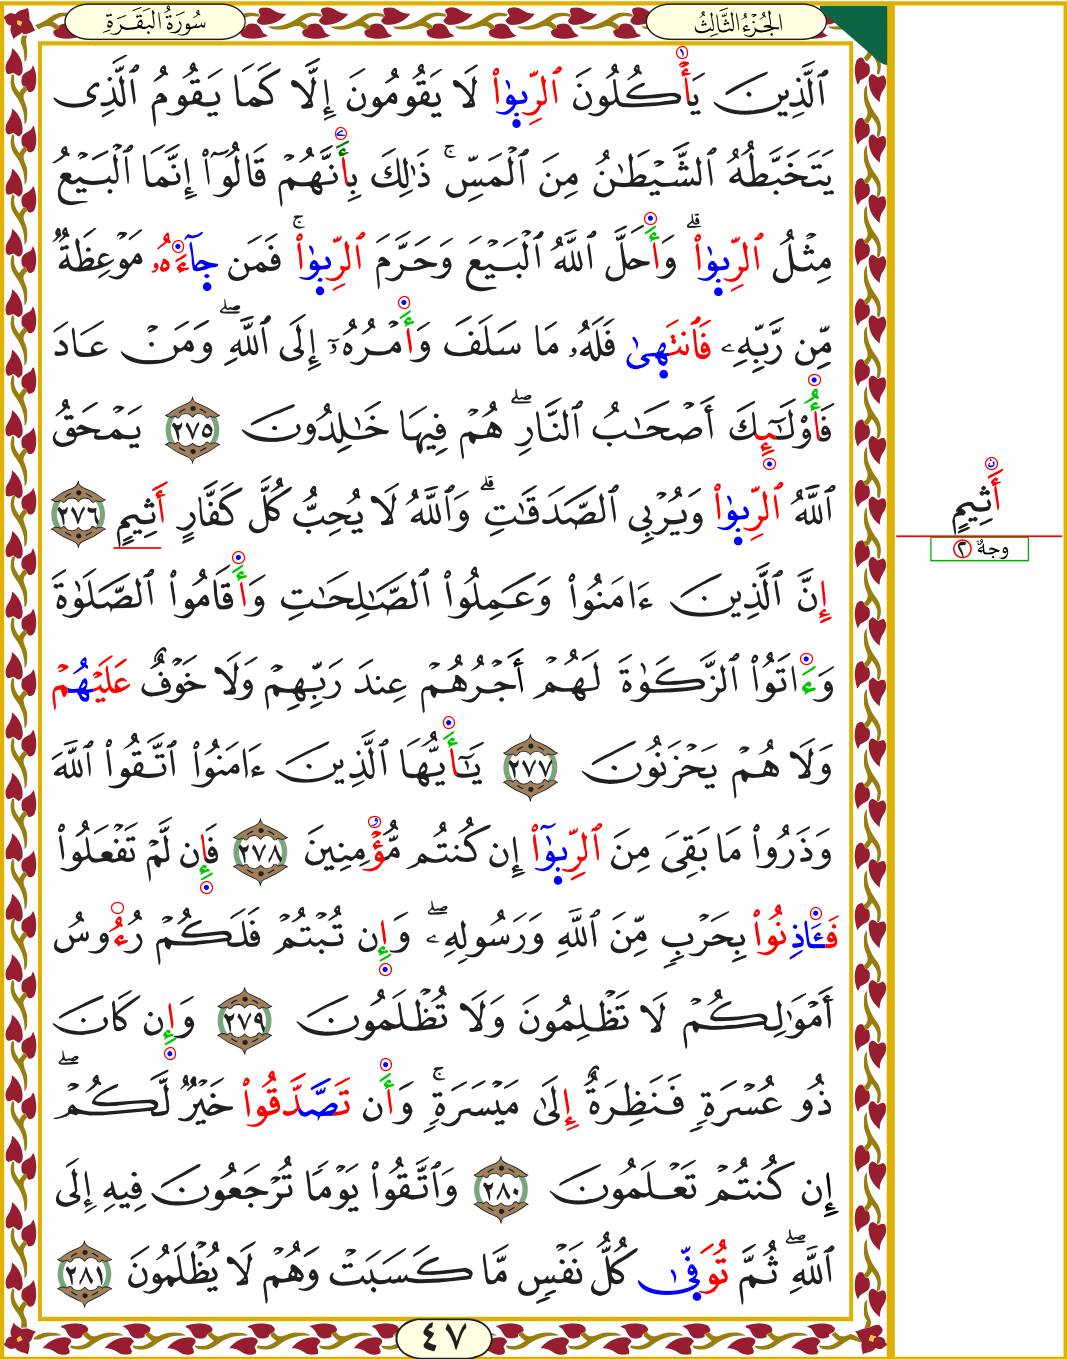 سُورَةُ البَقَرَةِ
الجُزْءُ الثَّالِثُ
ٱلَّذِينَ يَأۡكُلُونَ ٱلرِّبَوٰاْ لَا يَقُومُونَ إِلَّا كَمَا يَقُومُ ٱلَّذِى
يَتَخَبَّطُهُ ٱلشَّيۡطَٰنُ مِنَ ٱلۡمَسِّۚ ذَٰلِكَ بِأَنَّهُمۡ قَالُوٓاْ إِنَّمَا ٱلۡبَيۡعُ
مِثۡلُ ٱلرِّبَوٰاْۗ وَأَحَلَّ ٱللَّهُ ٱلۡبَيۡعَ وَحَرَّمَ ٱلرِّبَوٰاْۚ فَمَن جَآءَهُۥ مَوۡعِظَةٌ
مِّن رَّبِّهِۦ فَٱنتَهَىٰ فَلَهُۥ مَا سَلَفَ وَأَمۡرُهُۥٓ إِلَى ٱللَّهِۖ وَمَنۡ عَادَ
فَأُوْلَٰٓئِكَ أَصۡحَٰبُ ٱلنَّارِۖ هُمۡ فِيهَا خَٰلِدُونَ ٢٧٥ يَمۡحَقُ
ٱللَّهُ ٱلرِّبَوٰاْ وَيُرۡبِى ٱلصَّدَقَٰتِۗ وَٱللَّهُ لَا يُحِبُّ كُلَّ كَفَّارٍ أَثِيمٍ ٢٧٦
إِنَّ ٱلَّذِينَ ءَامَنُواْ وَعَمِلُواْ ٱلصَّٰلِحَٰتِ وَأَقَامُواْ ٱلصَّلَوٰةَ
وَءَاتَوُاْ ٱلزَّكَوٰةَ لَهُمۡ أَجۡرُهُمۡ عِندَ رَبِّهِمۡ وَلَا خَوۡفٌ عَلَيۡهُمۡ
وَلَا هُمۡ يَحۡزَنُونَ ٢٧٧ يَٰٓأَيُّهَا ٱلَّذِينَ ءَامَنُواْ ٱتَّقُواْ ٱللَّهَ
وَذَرُواْ مَا بَقِىَ مِنَ ٱلرِّبَوٰٓاْ إِن كُنتُم مُّؤۡمِنِينَ ٢٧٨ فَإِن لَّمۡ تَفۡعَلُواْ
فَـَٔاذِنُواْ بِحَرۡبٍ مِّنَ ٱللَّهِ وَرَسُولِهِۦۖ وَإِن تُبۡتُمۡ فَلَكُمۡ رُءُوسُ
أَمۡوَٰلِكُمۡ لَا تَظۡلِمُونَ وَلَا تُظۡلَمُونَ ٢٧٩ وَإِن كَانَ
ذُو عُسۡرَةٍ فَنَظِرَةٌ إِلَىٰ مَيۡسَرَةٍۚ وَأَن تَصَّدَّقُواْ خَيۡرٌ لَّكُمۡۖ
إِن كُنتُمۡ تَعۡلَمُونَ ٢٨٠ وَٱتَّقُواْ يَوۡمًا تُرۡجَعُونَ فِيهِ إِلَى
ٱللَّهِۖ ثُمَّ تُوَفَّىٰ كُلُّ نَفۡسٍ مَّا كَسَبَتۡ وَهُمۡ لَا يُظۡلَمُونَ ٢٨١
أَثِيمٍ
وجهٌ ٢
٤٧